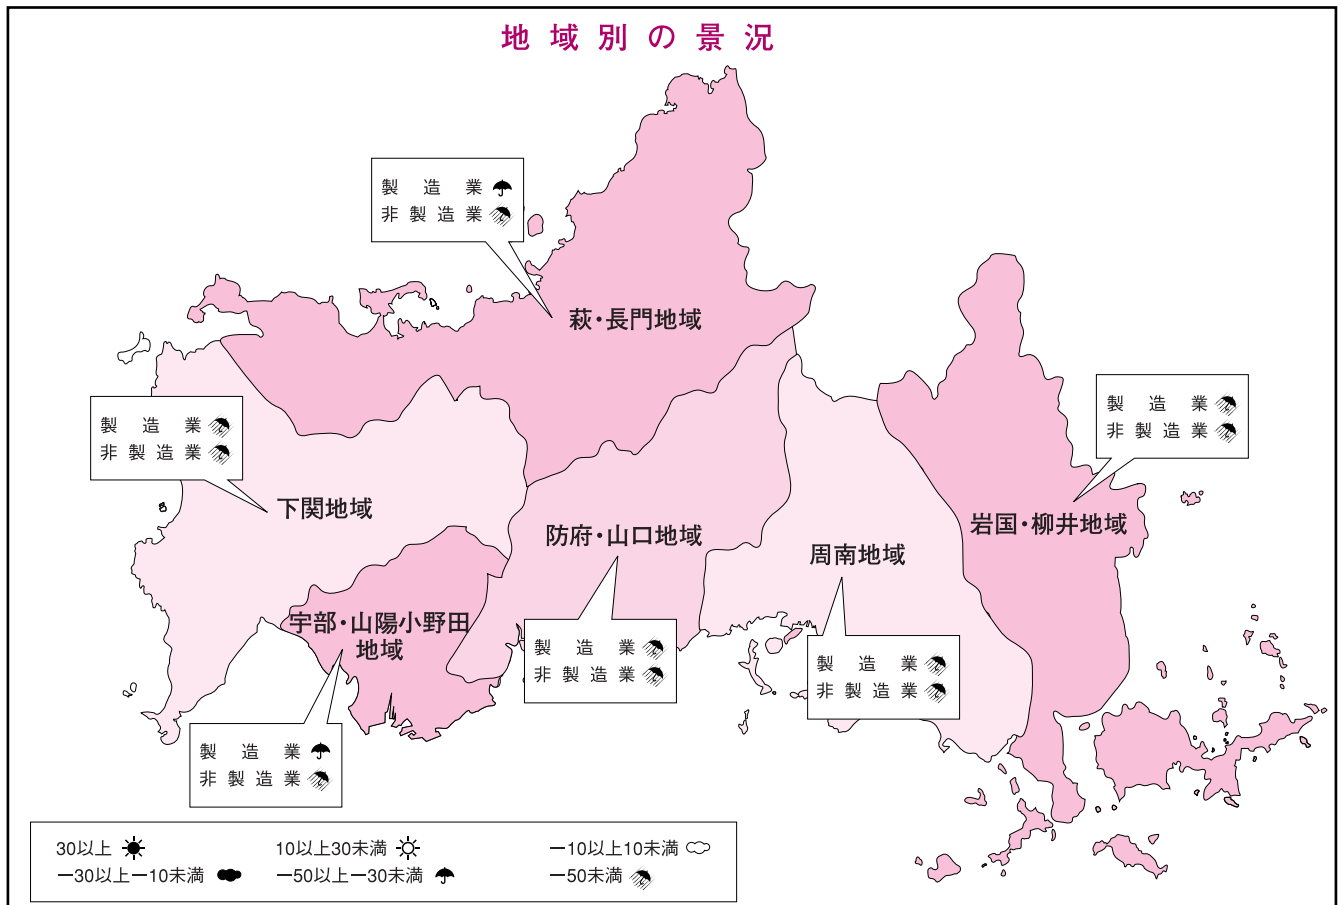 地域別の景況
製造業
非製造業
萩・長門地域
製造業
非製造業
下関地域
製造業
非製造業
岩国・柳井地域
防府・山口地域
製造業
非製造業
周南地域
製造業
非製造業
宇部・山陽小野田
地域
製造業
非製造業
30以上 10以上30未満 －10以上10未満
－30以上－10未満 －50以上－30未満 －50未満